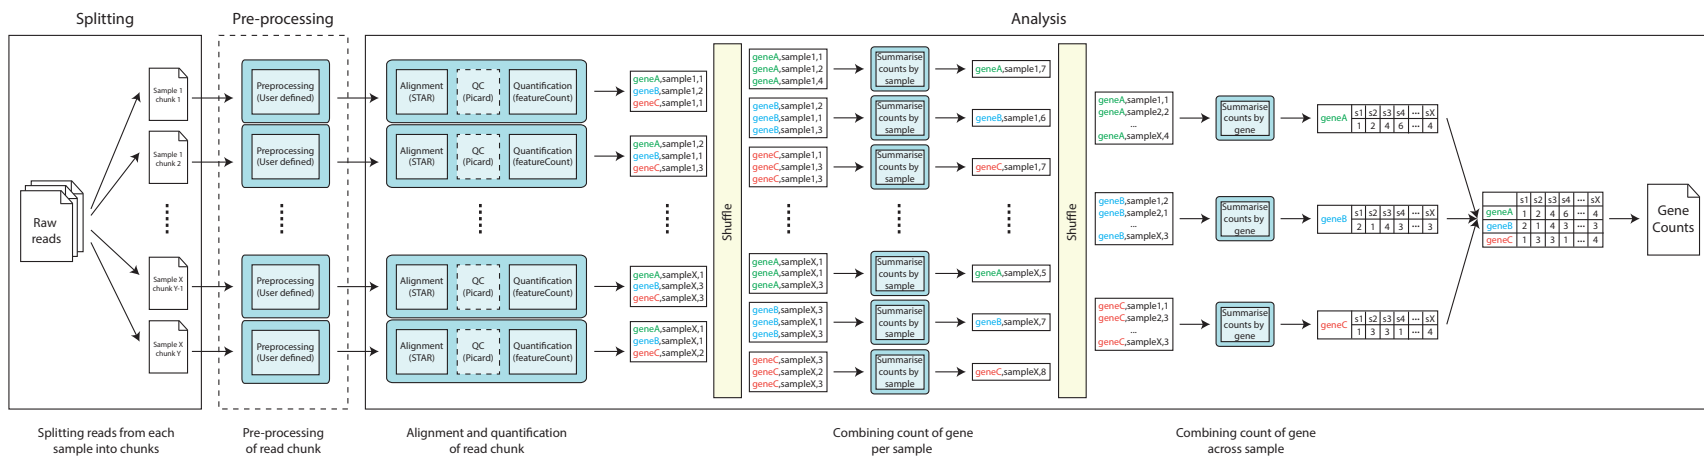 Splitting
Pre-processing
Analysis
Raw
reads
Sample 1
chunk 1
Sample 1
chunk 2
Sample X
chunk Y-1
Sample X
chunk Y
Preprocessing
(User defined)
Preprocessing
(User defined)
Preprocessing
(User defined)
Preprocessing
(User defined)
Alignment
(STAR)
QC
(Picard)
Quantification
(featureCount)
Alignment
(STAR)
QC
(Picard)
Quantification
(featureCount)
Alignment
(STAR)
QC
(Picard)
Quantification
(featureCount)
Alignment
(STAR)
QC
(Picard)
Quantification
(featureCount)
geneA,sample1,1
geneB,sample1,2
geneC,sample1,1
geneA,sample1,2
geneB,sample1,1
geneC,sample1,3
geneA,sampleX,1
geneB,sampleX,3
geneC,sampleX,3
geneA,sampleX,1
geneB,sampleX,1
geneC,sampleX,2
Shuffle
geneA,sample1,1
geneA,sample1,2
geneA,sample1,4
Summarise
counts by
sample
geneA,sample1,7
geneB,sample1,2
geneB,sample1,1
geneB,sample1,3
Summarise
counts by
sample
geneB,sample1,6
geneC,sample1,1
geneC,sample1,3
geneC,sample1,3
Summarise
counts by
sample
geneC,sample1,7
geneA,sampleX,1
geneA,sampleX,1
geneA,sampleX,3
Summarise
counts by
sample
geneA,sampleX,5
geneB,sampleX,3
geneB,sampleX,1
geneB,sampleX,3
Summarise
counts by
sample
geneB,sampleX,7
geneC,sampleX,3
geneC,sampleX,2
geneC,sampleX,3
Summarise
counts by
sample
geneC,sampleX,8
Shuffle
geneA,sample1,1
geneA,sample2,2
...
geneA,sampleX,4
Summarise
counts by
gene
geneA
s1 s2 s3 s4 ... sX
1 2 4 6 ... 4
geneB,sample1,2
geneB,sample2,1
...
geneB,sampleX,3
Summarise
counts by
gene
geneB
s1 s2 s3 s4 ... sX
2 1 4 3 ... 3
geneC,sample1,1
geneC,sample2,3
...
geneC,sampleX,3
Summarise
counts by
gene
geneC
s1 s2 s3 s4 ... sX
1 3 3 1 ... 4
s1 s2 s3 s4 ... sX
geneA 1 2 4 6 ... 4
geneB 2 1 4 3 ... 3
geneC 1 3 3 1 ... 4
Gene
Counts
Splitting reads from each
sample into chunks
Pre-processing
of read chunk
Alignment and quantification
of read chunk
Combining count of gene
per sample
Combining count of gene
across sample